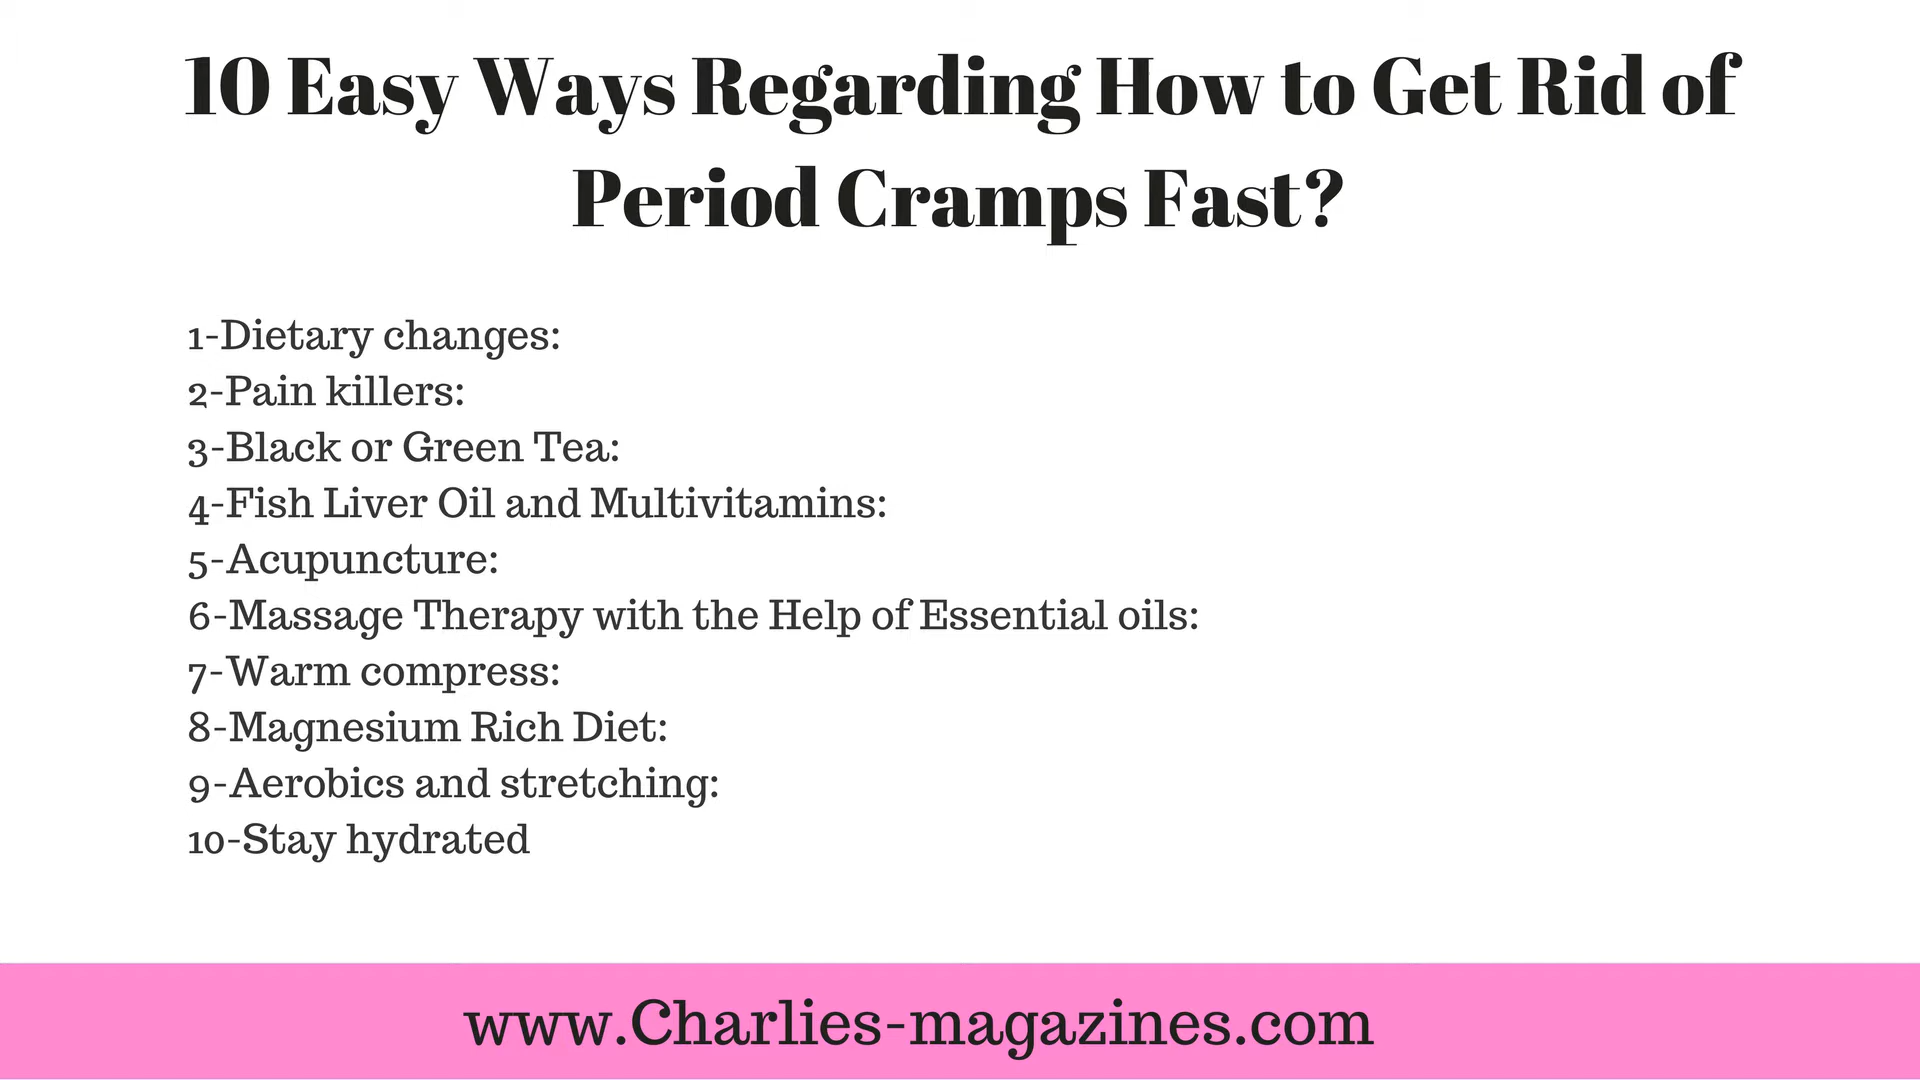 10 Easy Ways Regarding How to Get Rid of
Period Cramps Fast?
1-Dietary changes:
2-Pain killers:
3-Black or Green Tea:
4-Fish Liver Oil and Multivitamins:
5-Acupuncture:
6-Massage Therapy with the Help of Essential oils:
7-Warm compress:
8-Magnesium Rich Diet:
9-Aerobics and stretching:
10-Stay hydrated
www.Charlies-magazines.com